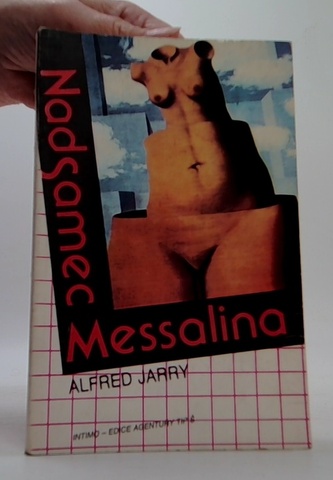 Nadsamec
Messalina
ALFRED JARRY
INTIMO – EDICE AGENTURY